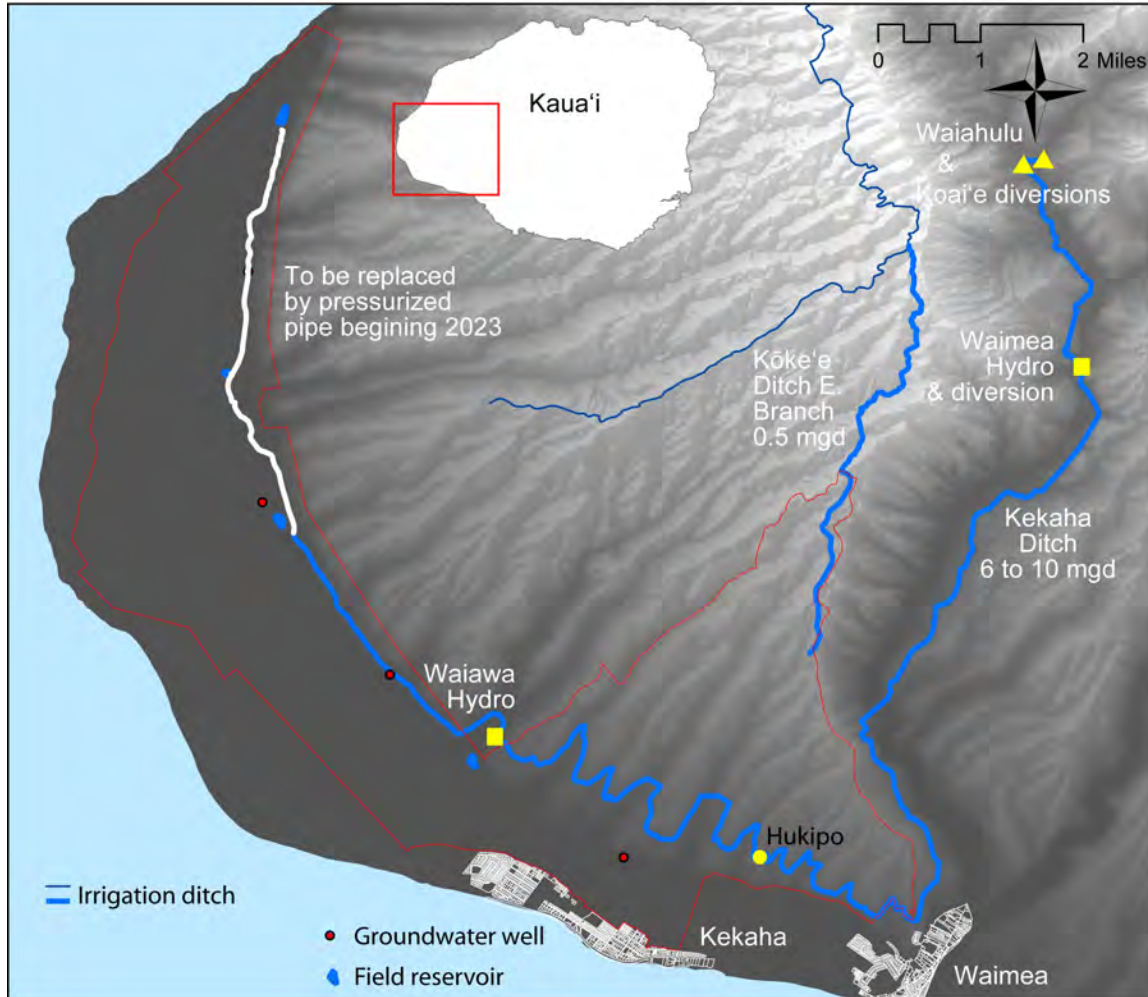 0 1 2 Miles
Kaua‘i
Waiahulu
&
Koai‘e diversions
To be replaced
by pressurized
pipe begining 2023
Waimea
Hydro
& diversion
Kōke‘e
Ditch E.
Branch
0.5 mgd
Kekaha
Ditch
6 to 10 mgd
Waiawa
Hydro
Hukipo
Irrigation ditch
Groundwater well
Field reservoir
Kekaha
Waimea